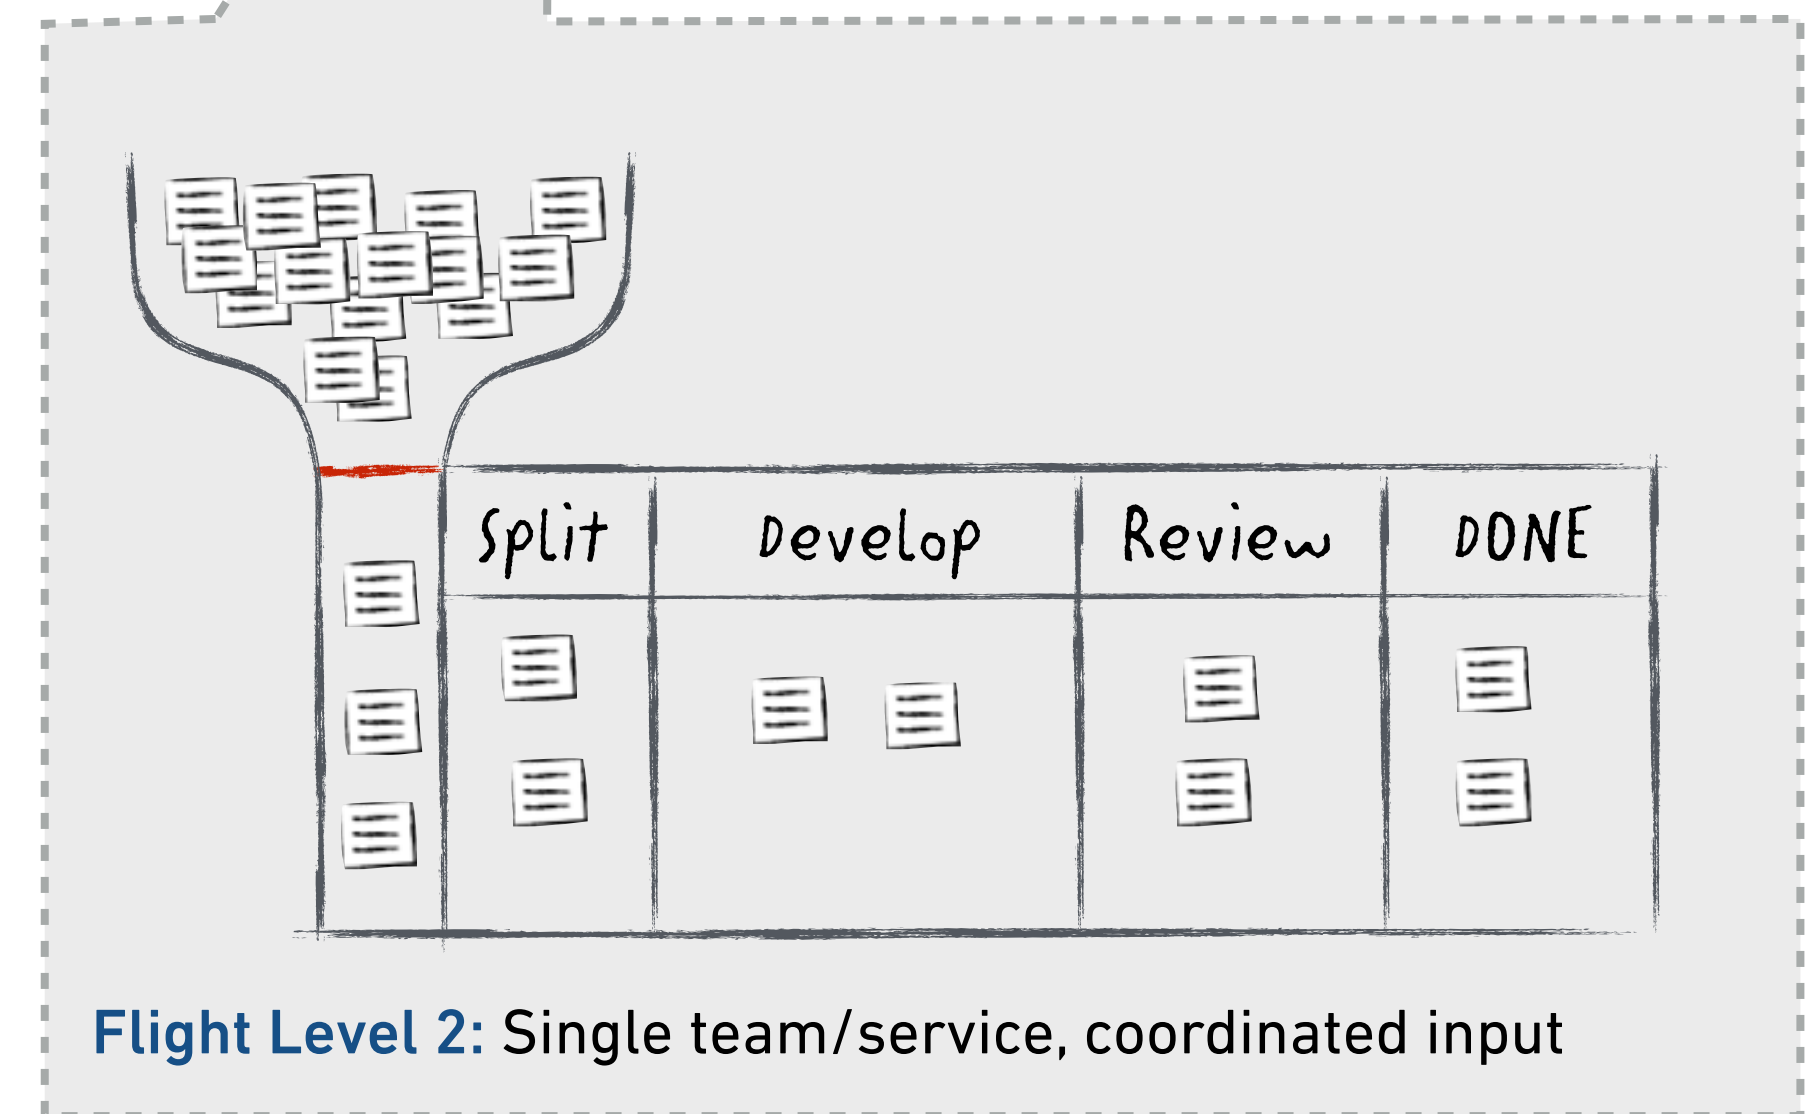 Split
Develop
Review
DONE
Flight Level 2: Single team/service, coordinated input